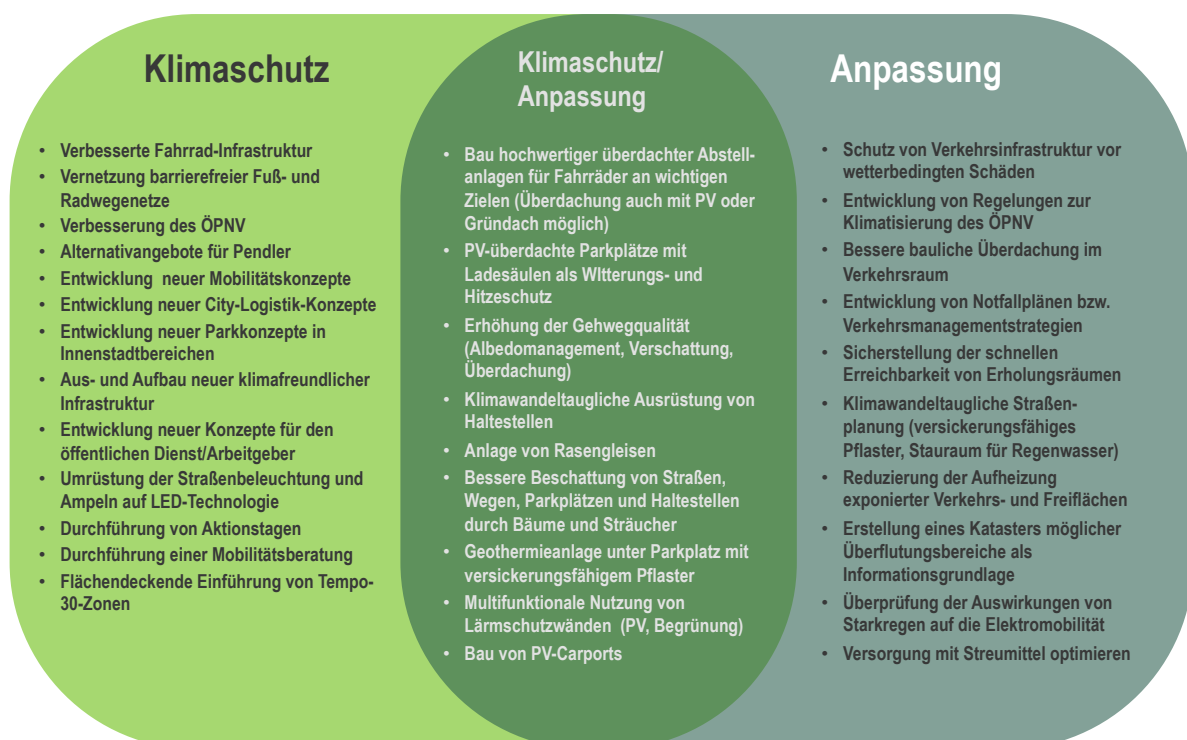 Klimaschutz
• Verbesserte Fahrrad-Infrastruktur
• Vernetzung barrierefreier Fuß- und
Radwegenetze
• Verbesserung des ÖPNV
• Alternativangebote für Pendler
• Entwicklung  neuer Mobilitätskonzepte
• Entwicklung neuer City-Logistik-Konzepte
• Entwicklung neuer Parkkonzepte in
Innenstadtbereichen
• Aus- und Aufbau neuer klimafreundlicher
Infrastruktur
• Entwicklung neuer Konzepte für den
öffentlichen Dienst/Arbeitgeber
• Umrüstung der Straßenbeleuchtung und
Ampeln auf LED-Technologie
• Durchführung von Aktionstagen
• Durchführung einer Mobilitätsberatung
• Flächendeckende Einführung von Tempo-
30-Zonen
Klimaschutz/
Anpassung
• Bau hochwertiger überdachter Abstell-
anlagen für Fahrräder an wichtigen
Zielen (Überdachung auch mit PV oder
Gründach möglich)
• PV-überdachte Parkplätze mit
Ladesäulen als WItterungs- und
Hitzeschutz
• Erhöhung der Gehwegqualität
(Albedomanagement, Verschattung,
Überdachung)
• Klimawandeltaugliche Ausrüstung von
Haltestellen
• Anlage von Rasengleisen
• Bessere Beschattung von Straßen,
Wegen, Parkplätzen und Haltestellen
durch Bäume und Sträucher
• Geothermieanlage unter Parkplatz mit
versickerungsfähigem Pflaster
• Multifunktionale Nutzung von
Lärmschutzwänden  (PV, Begrünung)
• Bau von PV-Carports
Anpassung
• Schutz von Verkehrsinfrastruktur vor
wetterbedingten Schäden
• Entwicklung von Regelungen zur
Klimatisierung des ÖPNV
• Bessere bauliche Überdachung im
Verkehrsraum
• Entwicklung von Notfallplänen bzw.
Verkehrsmanagementstrategien
• Sicherstellung der schnellen
Erreichbarkeit von Erholungsräumen
• Klimawandeltaugliche Straßen-
planung (versickerungsfähiges
Pflaster, Stauraum für Regenwasser)
• Reduzierung der Aufheizung
exponierter Verkehrs- und Freiflächen
• Erstellung eines Katasters möglicher
Überflutungsbereiche als
Informationsgrundlage
• Überprüfung der Auswirkungen von
Starkregen auf die Elektromobilität
• Versorgung mit Streumittel optimieren